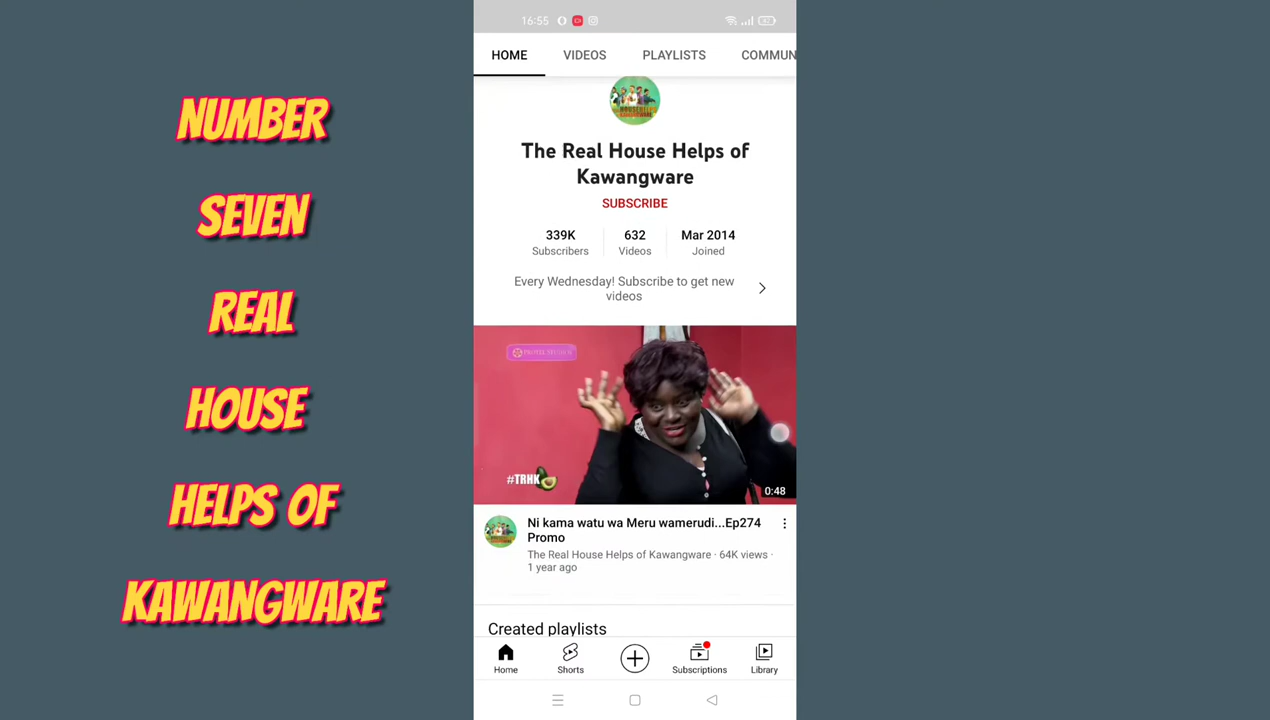 NUMBER
SEVEN
REAL
HOUSE
HELPS OF
KAWANGWARE
16:55
62
HOME VIDEOS PLAYLISTS COMMUN
The Real House Helps of
Kawangware
SUBSCRIBE
339K 632 Mar 2014
Subscribers Videos Joined
Every Wednesday! Subscribe to get new
videos
#TRHK
0:48
Ni kama watu wa Meru wamerudi...Ep274
Promo
The Real House Helps of Kawangware · 64K views ·
1 year ago
Created playlists
Home Shorts Subscriptions Library